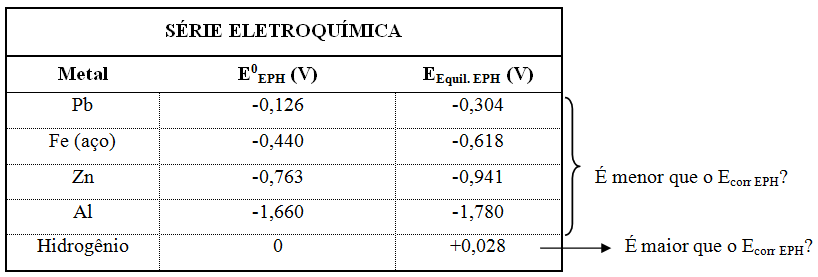 SÉRIE ELETROQUÍMICA
Metal E⁰EPH (V) EEquil. EPH (V)
Pb -0,126 -0,304
Fe (aço) -0,440 -0,618
Zn -0,763 -0,941
É menor que o Ecorr EPH?
Al -1,660 -1,780
Hidrogênio 0 +0,028 É maior que o Ecorr EPH?